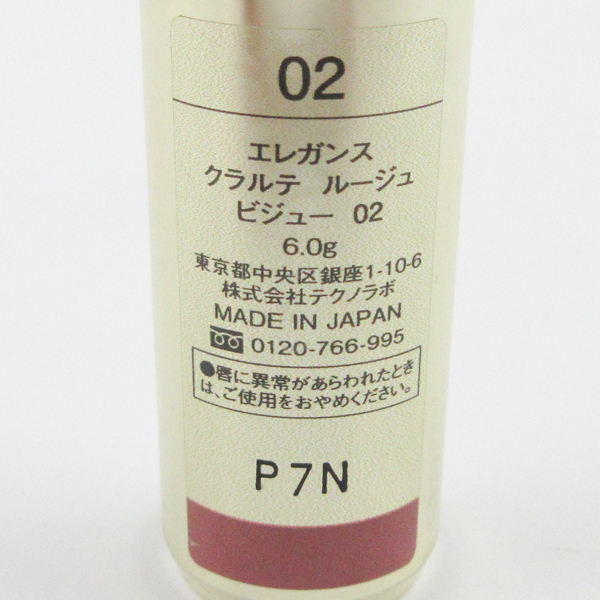 02
エレガンス
クラルテ ルージュ
ビジュー 02
6.0g
東京都中央区銀座1-10-6
株式会社テクノラボ
MADE IN JAPAN
0120-766-995
●唇に異常があらわれたとき
は、ご使用をおやめください。
P7N